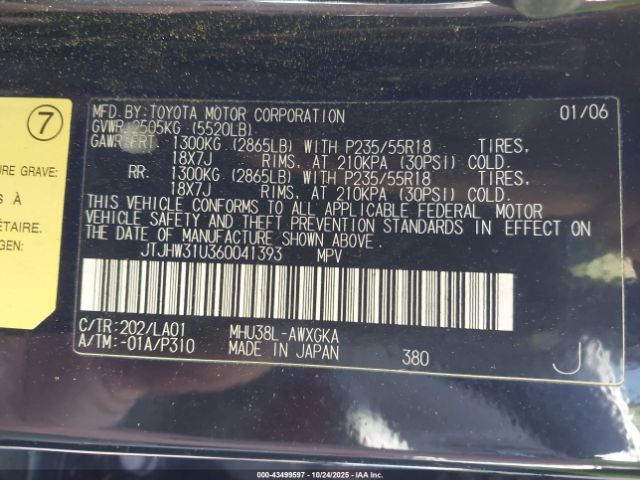 7
URE GRAVE:
S À
ÉTAIRE.
GEN:
MFD. BY: TOYOTA MOTOR CORPORATION 01/06
GVWR 2505KG (5520LB)
GAWR FRT. 1300KG (2865LB) WITH P235/55R18 TIRES,
18X7J RIMS, AT 210KPA (30PSI) COLD.
RR. 1300KG (2865LB) WITH P235/55R18 TIRES,
18X7J RIMS, AT 210KPA (30PSI) COLD.
THIS VEHICLE CONFORMS TO ALL APPLICABLE FEDERAL MOTOR
VEHICLE SAFETY AND THEFT PREVENTION STANDARDS IN EFFECT ON
THE DATE OF MANUFACTURE SHOWN ABOVE.
JTJHW31U360041393 MPV
C/TR: 202/LA01 MHU38L-AWXGKA
A/TM: -01A/P310 MADE IN JAPAN 380 J
000-43499597 - 10/24/2025 - IAAI COPART